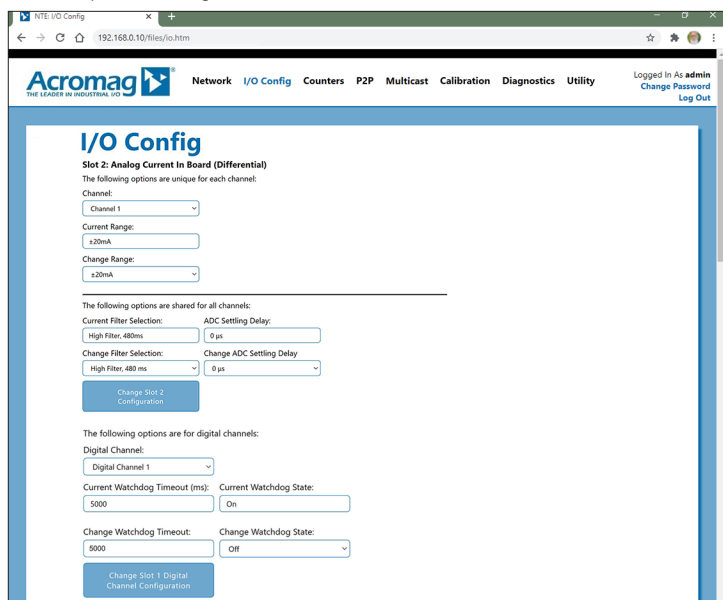 NTE: I/O Config
192.168.0.10/files/io.htm
Acromag®
THE LEADER IN INDUSTRIAL I/O
Network I/O Config Counters P2P Multicast Calibration Diagnostics Utility
Logged In As admin
Change Password
Log Out
I/O Config
Slot 2: Analog Current In Board (Differential)
The following options are unique for each channel:
Channel:
Channel 1
Current Range:
±20mA
Change Range:
±20mA
The following options are shared for all channels:
Current Filter Selection: ADC Settling Delay:
High Filter, 480ms 0 µs
Change Filter Selection: Change ADC Settling Delay
High Filter, 480 ms 0 µs
Change Slot 2
Configuration
The following options are for digital channels:
Digital Channel:
Digital Channel 1
Current Watchdog Timeout (ms): Current Watchdog State:
5000 On
Change Watchdog Timeout: Change Watchdog State:
5000 Off
Change Slot 1 Digital
Channel Configuration